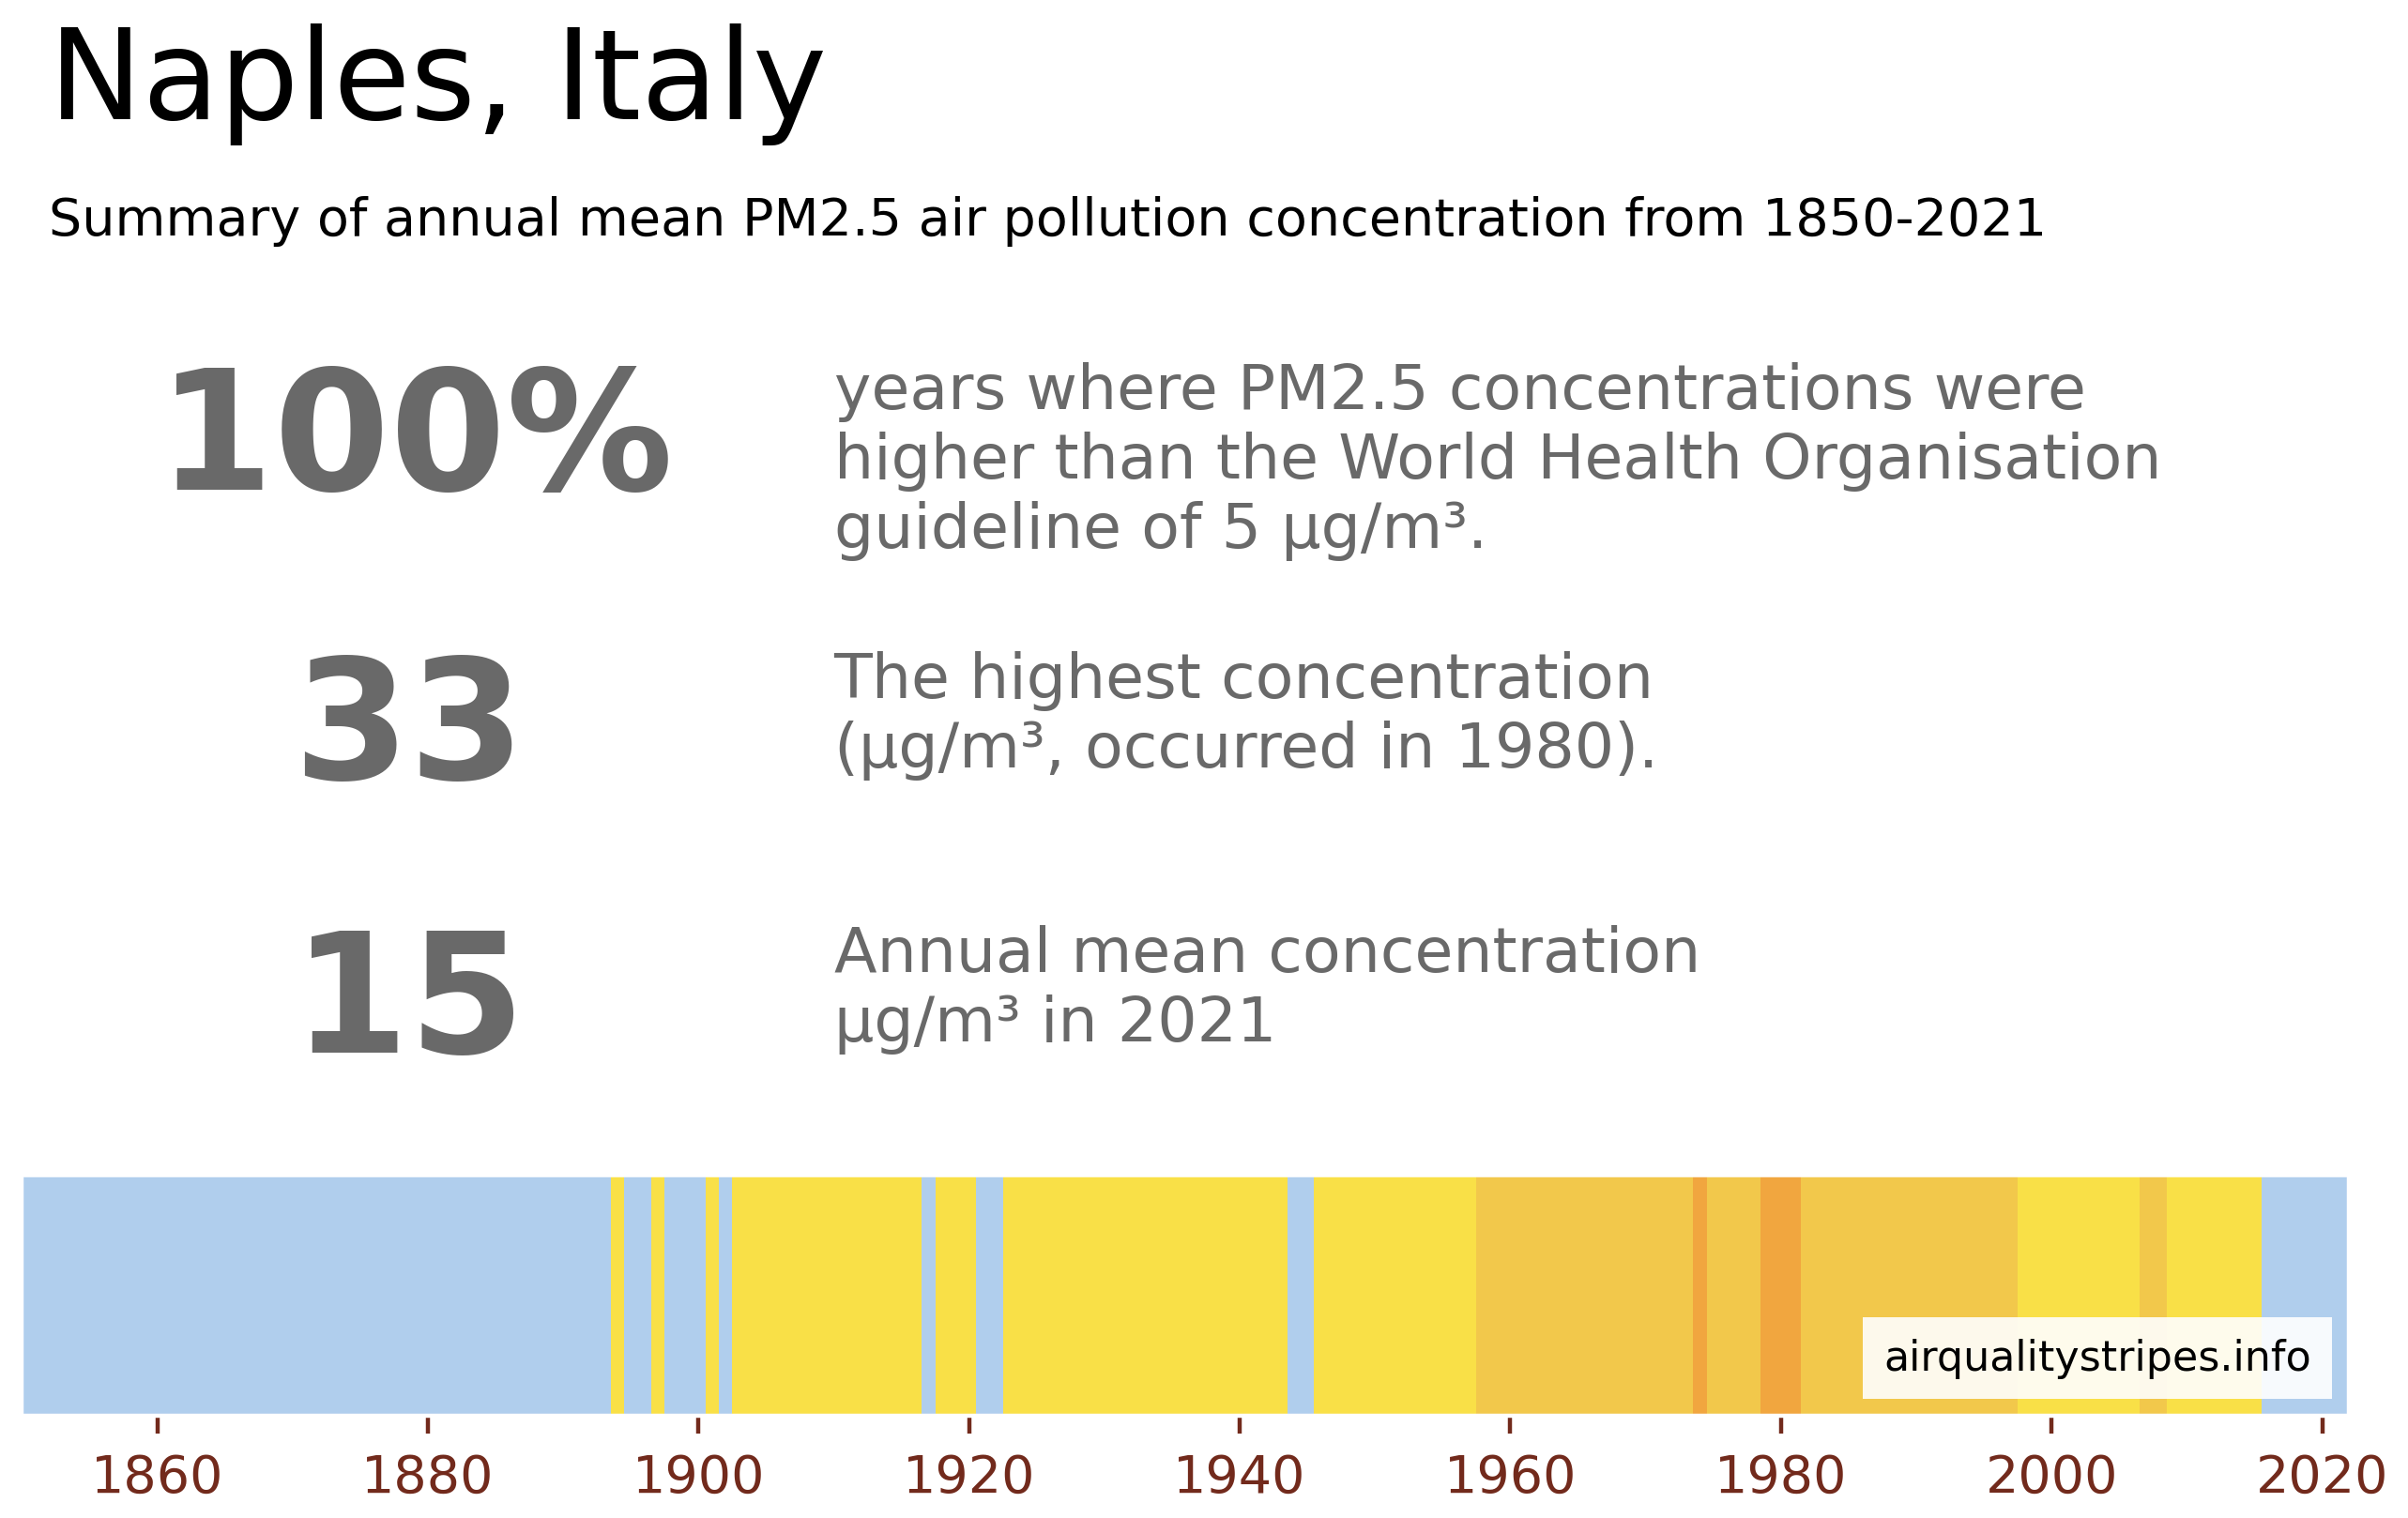 Naples, Italy
Summary of annual mean PM2.5 air pollution concentration from 1850-2021
100%
years where PM2.5 concentrations were
higher than the World Health Organisation
guideline of 5 µg/m³.
33
The highest concentration
(µg/m³, occurred in 1980).
15
Annual mean concentration
µg/m³ in 2021
airqualitystripes.info
1860 1880 1900 1920 1940 1960 1980 2000 2020